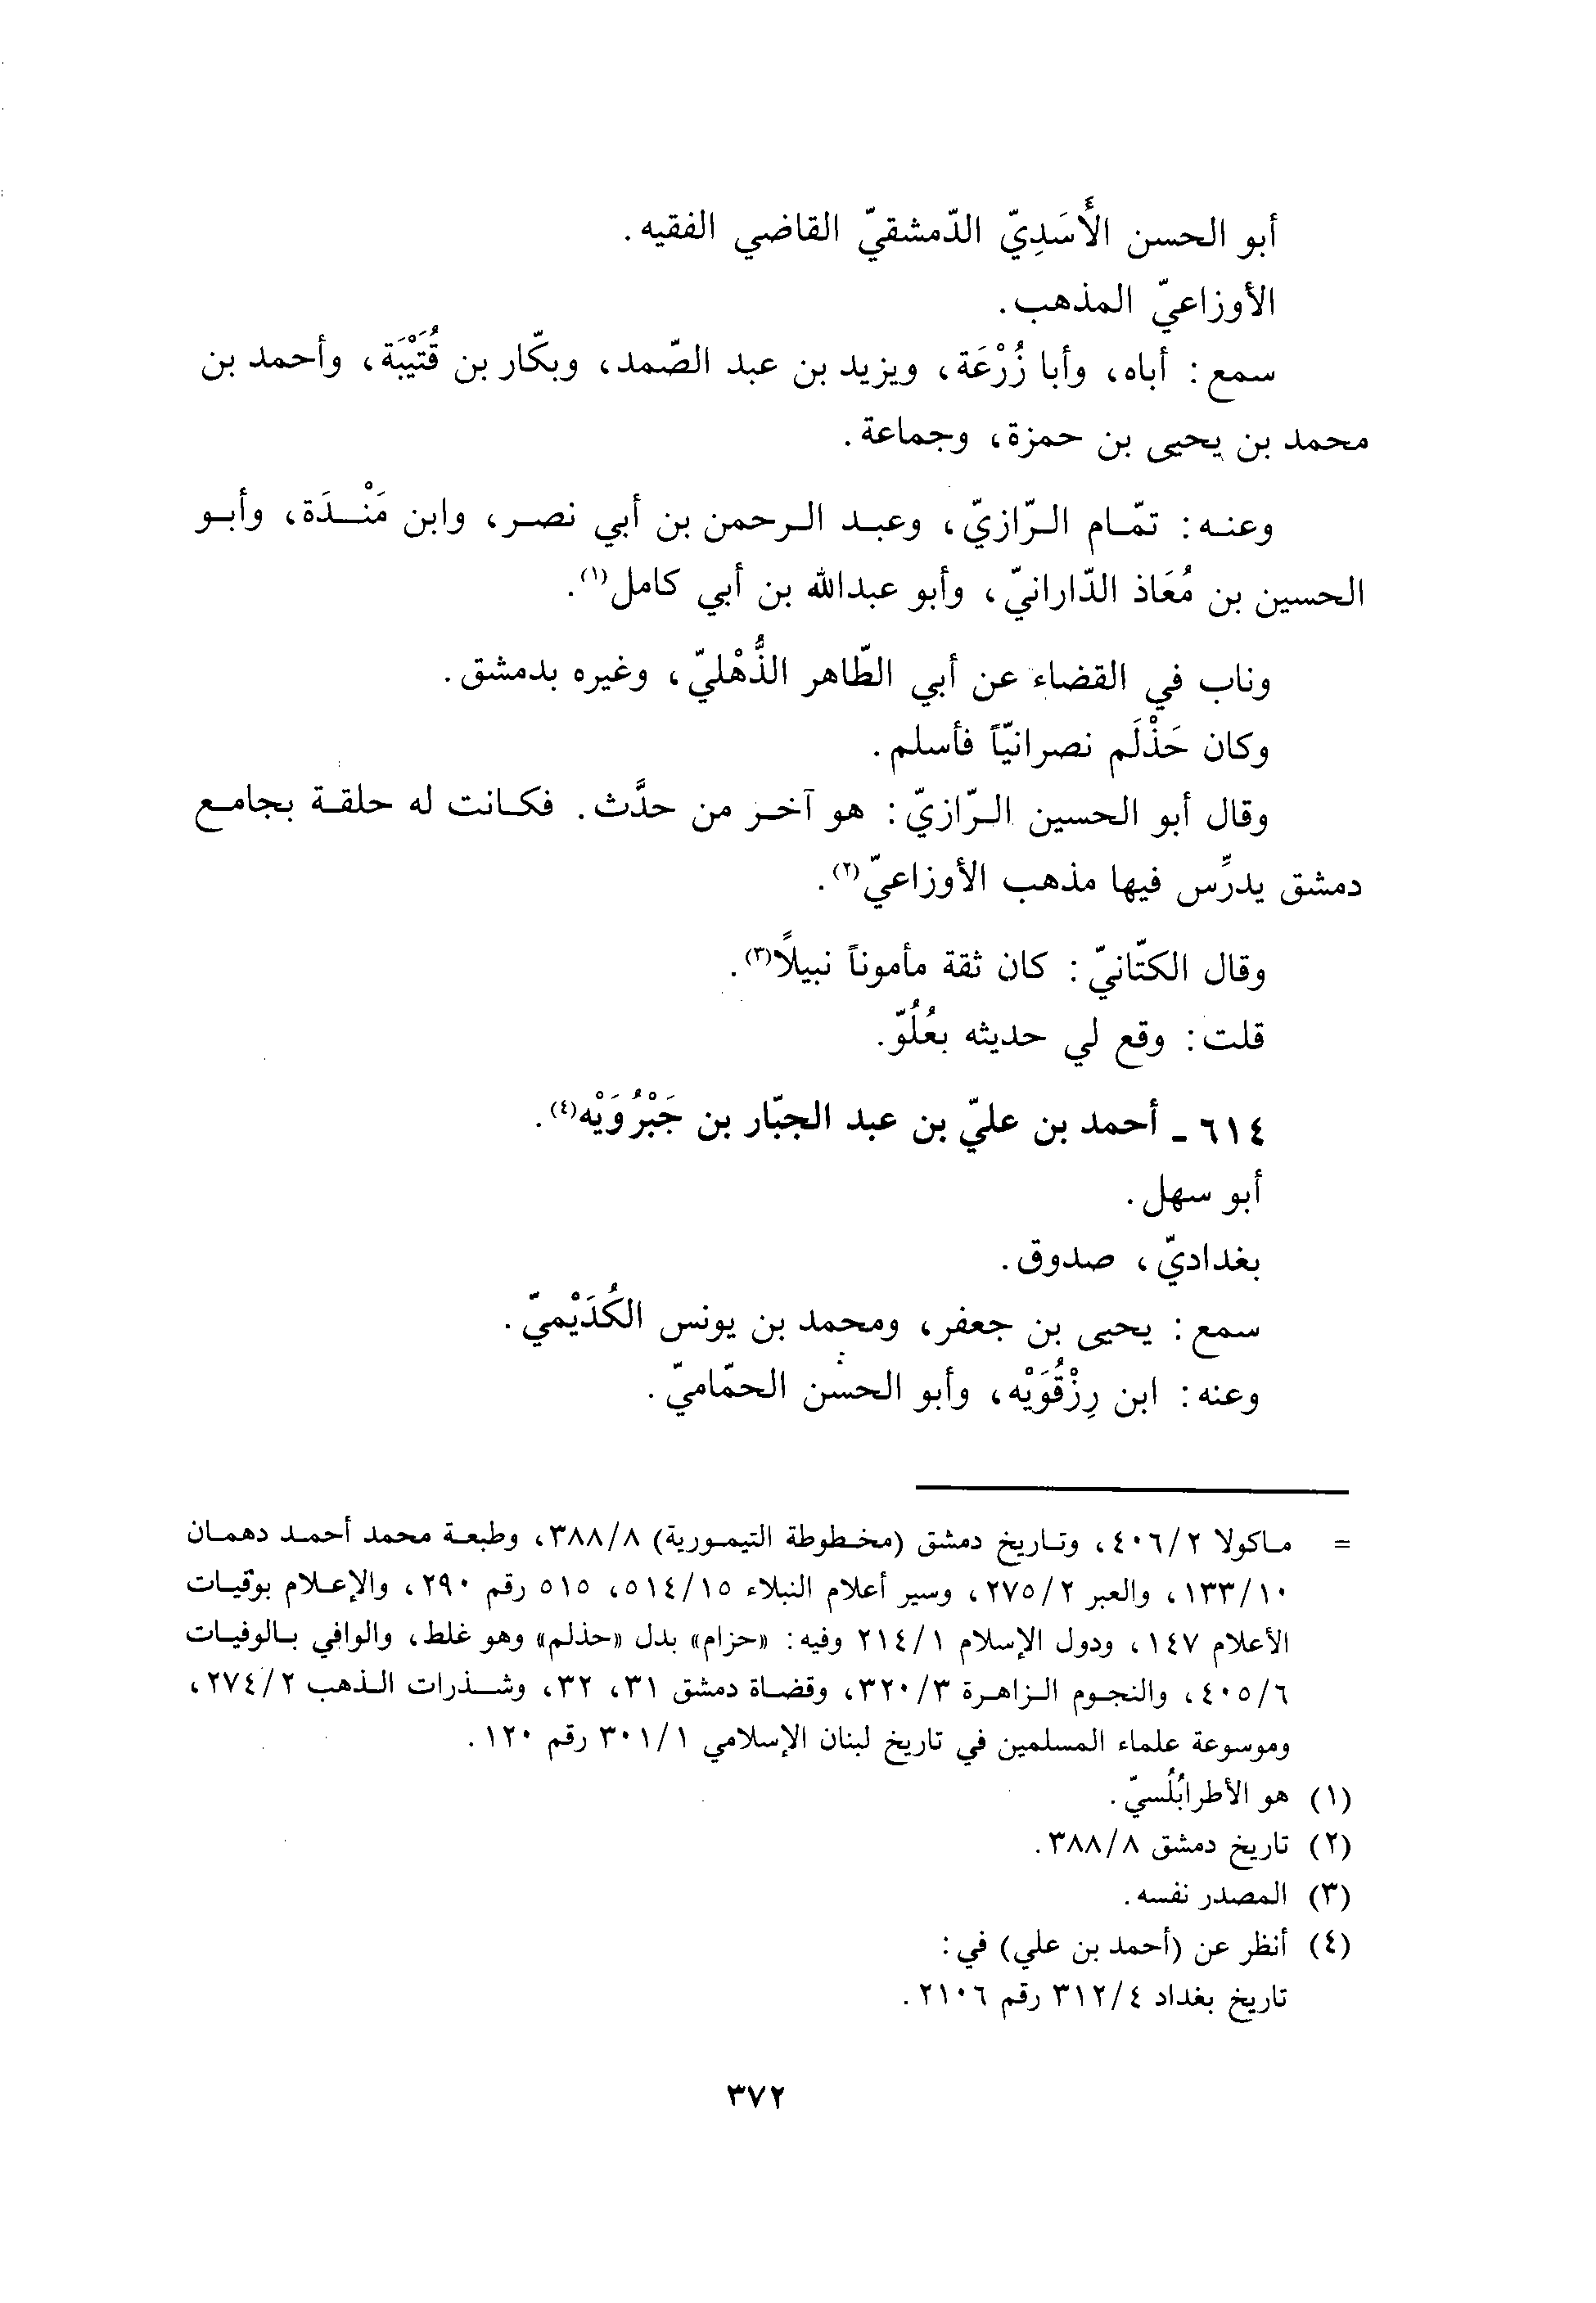 أبو الحسن الأَسَدِيّ الدّمشقيّ القاضي الفقيه.
الأوزاعيّ المذهب.
سمع: أباه، وأبا زُرْعَة، ويزيد بن عبد الصّمد، وبكّار بن قُتَيْبَة، وأحمد بن
محمد بن يحيى بن حمزة، وجماعة.
وعنه: تمّام الرّازيّ، وعبد الرحمن بن أبي نصر، وابن مَنْدَة، وأبو
الحسين بن مُعَاذ الدّارانيّ، وأبو عبدالله بن أبي كامل(١).
وناب في القضاء عن أبي الطّاهر الذُّهْليّ، وغيره بدمشق.
وكان حَذْلَم نصرانيّاً فأسلم.
وقال أبو الحسين الرّازيّ: هو آخر من حدَّث. فكانت له حلقة بجامع
دمشق يدرِّس فيها مذهب الأوزاعيّ(٢).
وقال الكتّانيّ: كان ثقة مأموناً نبيلاً(٣).
قلت: وقع لي حديثه بعُلُوّ.
٦١٤ ـ أحمد بن عليّ بن عبد الجبّار بن جَبْرُوَيْه(٤).
أبو سهل.
بغداديّ، صدوق.
سمع: يحيى بن جعفر، ومحمد بن يونس الكُدَيْميّ.
وعنه: ابن رِزْقُوَيْه، وأبو الحسن الحمّاميّ.
= ماكولا ٤٠٦/٢، وتاريخ دمشق (مخطوطة التيمورية) ٣٨٨/٨، وطبعة محمد أحمد دهمان
١٣٣/١٠، والعبر ٢٧٥/٢، وسير أعلام النبلاء ٥١٤/١٥، ٥١٥ رقم ٢٩٠، والإعلام بوفيات
الأعلام ١٤٧، ودول الإسلام ٢١٤/١ وفيه: «حزام» بدل «حذلم» وهو غلط، والوافي بالوفيات
٤٠٥/٦، والنجوم الزاهرة ٣٢٠/٣، وقضاة دمشق ٣١، ٣٢، وشذرات الذهب ٢٧٤/٢،
وموسوعة علماء المسلمين في تاريخ لبنان الإسلامي ٣٠١/١ رقم ١٢٠.
(١) هو الأطرابُلُسيّ.
(٢) تاريخ دمشق ٣٨٨/٨.
(٣) المصدر نفسه.
(٤) أنظر عن (أحمد بن علي) في:
تاريخ بغداد ٣١٢/٤ رقم ٢١٠٦.
٣٧٢